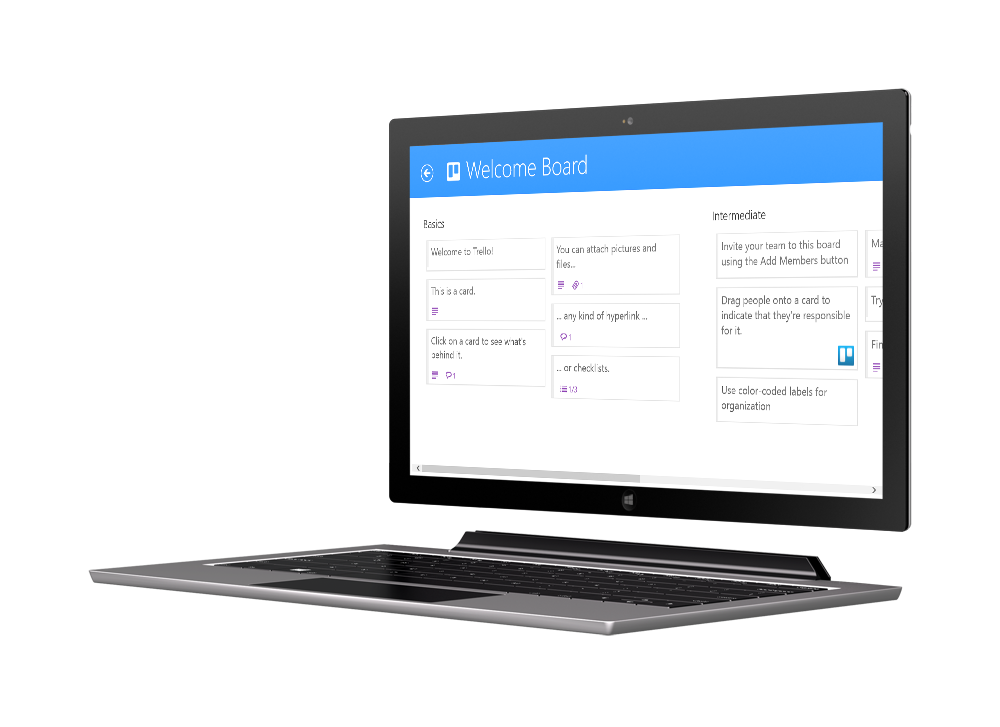 Welcome Board
Basics
Welcome to Trello!
This is a card.
Click on a card to see what's
behind it.
1
You can attach pictures and
files...
... any kind of hyperlink ...
1
... or checklists.
1/3
Intermediate
Invite your team to this board
using the Add Members button
Drag people onto a card to
indicate that they're responsible
for it.
Use color-coded labels for
organization
Ma
Try
Fin